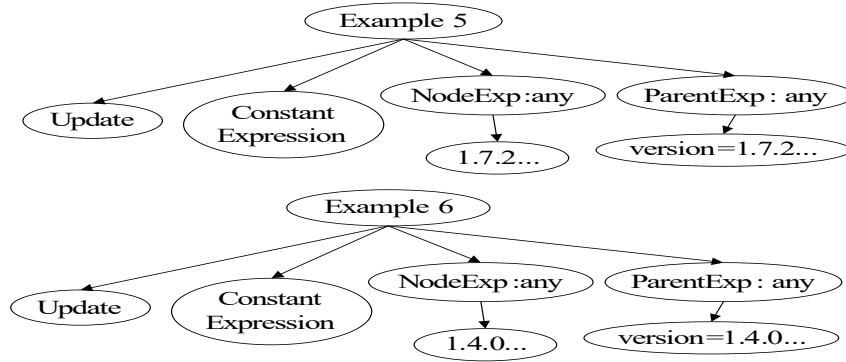 Example 5
Update
Constant
Expression
NodeExp:any
ParentExp: any
1.7.2...
version=1.7.2...
Example 6
Update
Constant
Expression
NodeExp:any
ParentExp: any
1.4.0...
version=1.4.0...